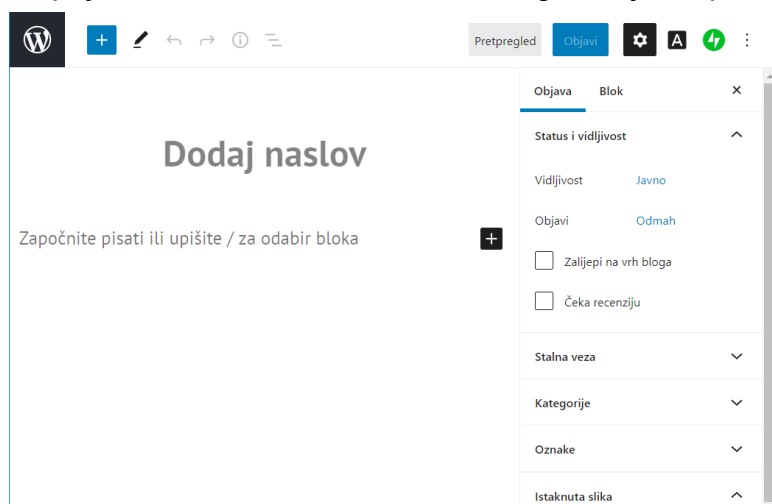 Pretpregled Objavi A
Objava Blok
Status i vidljivost
Dodaj naslov
Vidljivost Javno
Objavi Odmah
Započnite pisati ili upišite / za odabir bloka
Zalijepi na vrh bloga
Čeka recenziju
Stalna veza
Kategorije
Oznake
Istaknuta slika